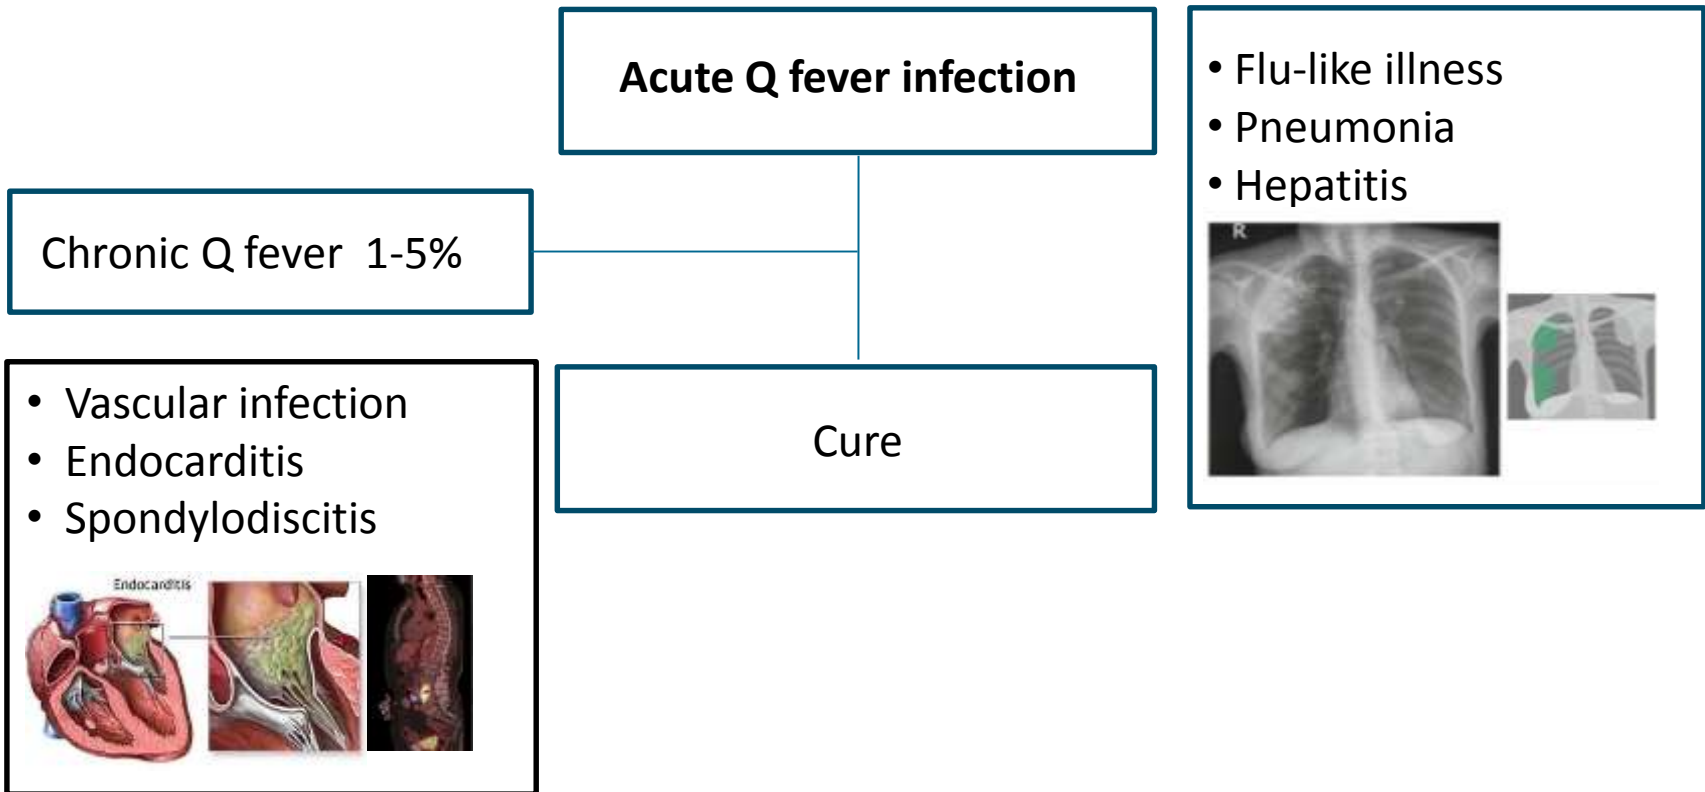 Acute Q fever infection
• Flu-like illness
• Pneumonia
• Hepatitis
R
Chronic Q fever 1-5%
• Vascular infection
• Endocarditis
• Spondylodiscitis
Endocarditis
Cure